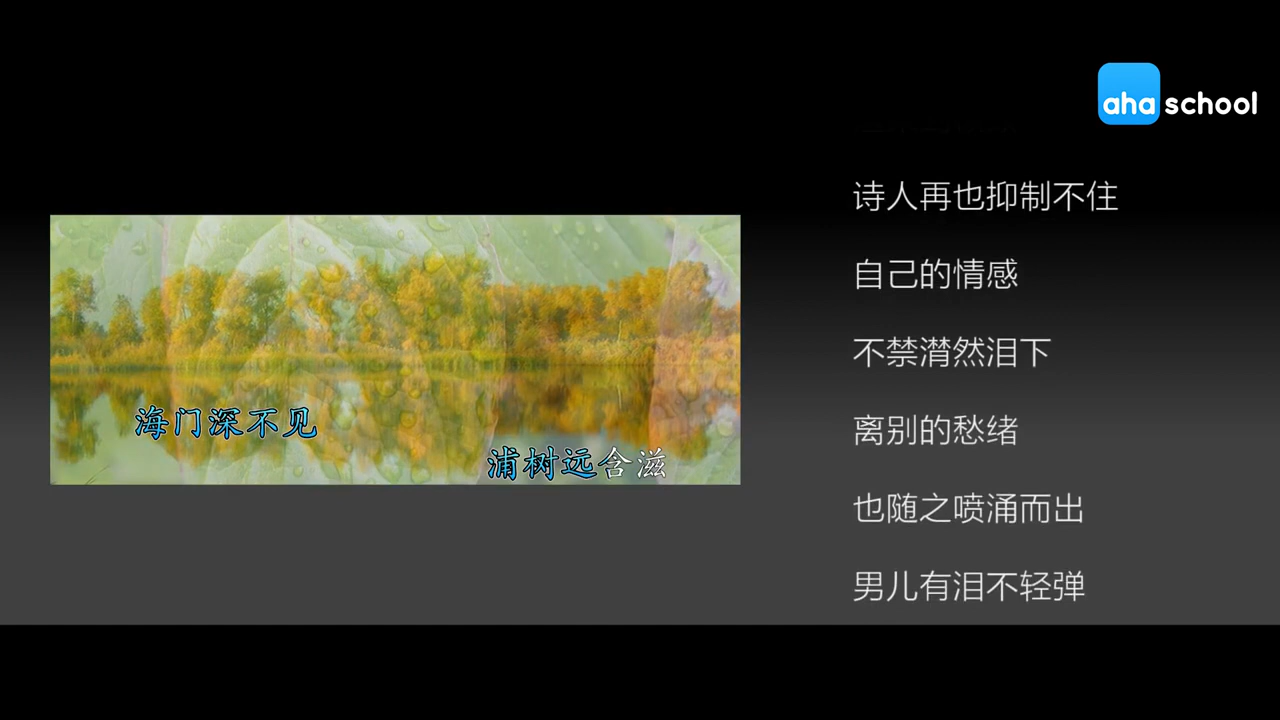 aha school
海门深不见
浦树远含滋
诗人再也抑制不住
自己的情感
不禁潸然泪下
离别的愁绪
也随之喷涌而出
男儿有泪不轻弹